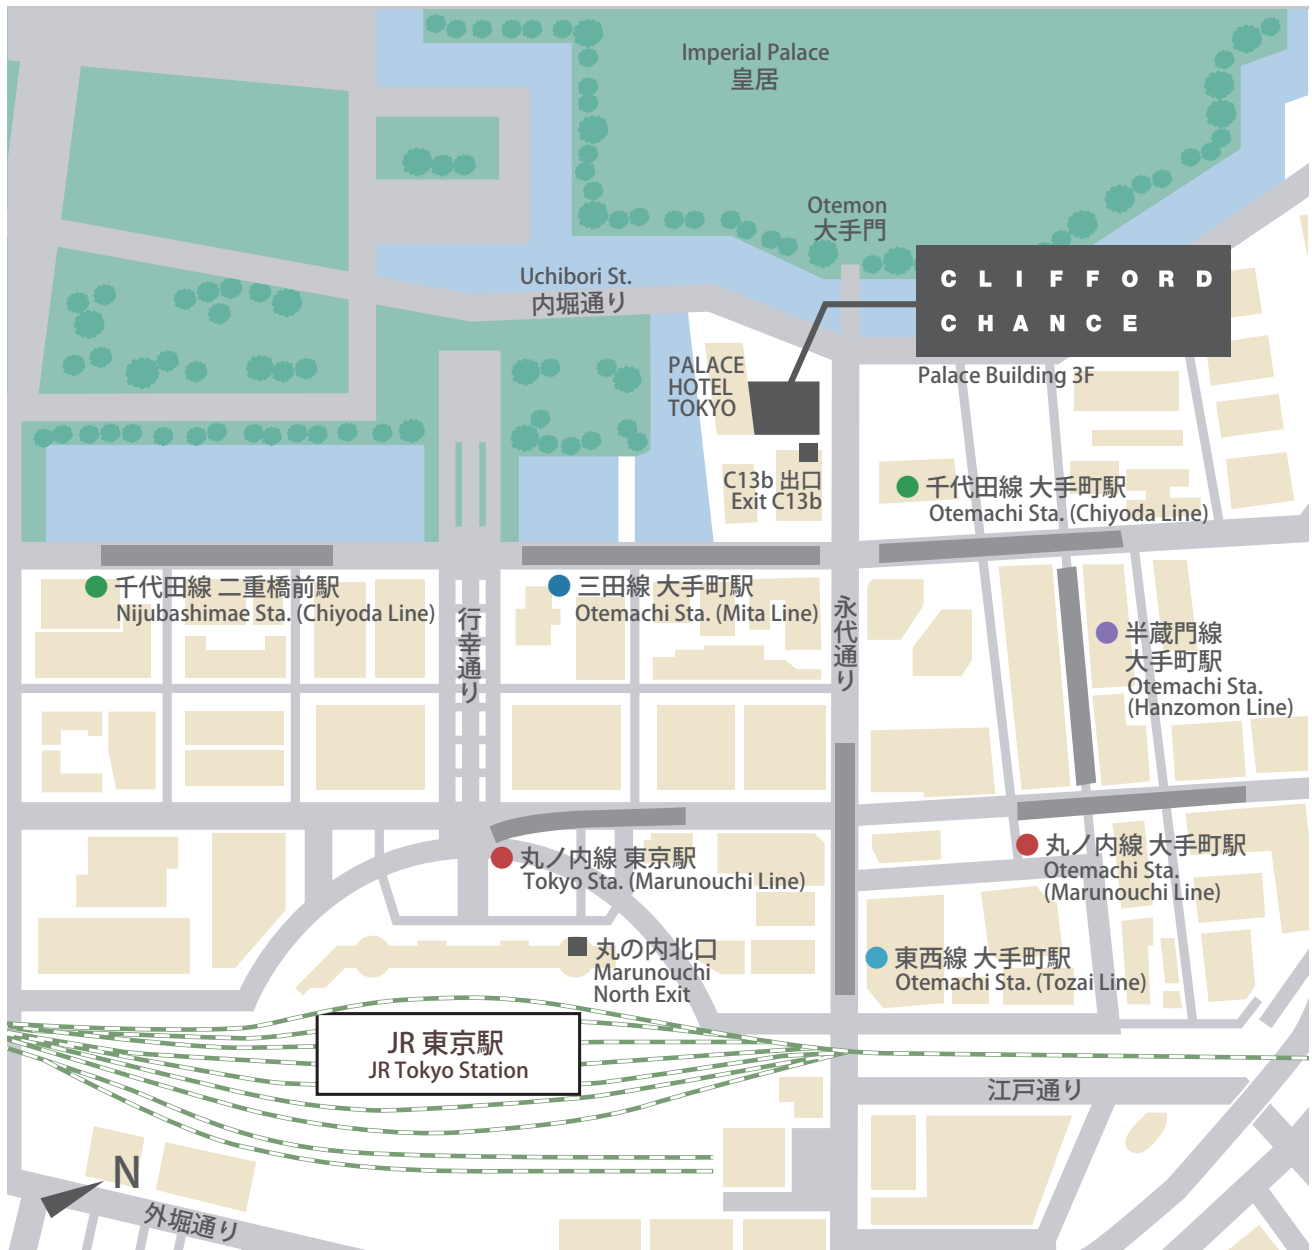 Imperial Palace
皇居
Otemon
大手門
CLIFFORD
CHANCE
Palace Building 3F
Uchibori St.
内堀通り
PALACE
HOTEL
TOKYO
C13b 出口
Exit C13b
千代田線 大手町駅
Otemachi Sta. (Chiyoda Line)
千代田線 二重橋前駅
Nijubashimae Sta. (Chiyoda Line)
三田線 大手町駅
Otemachi Sta. (Mita Line)
行幸通り
永代通り
半蔵門線
大手町駅
Otemachi Sta.
(Hanzomon Line)
丸ノ内線 東京駅
Tokyo Sta. (Marunouchi Line)
丸ノ内線 大手町駅
Otemachi Sta.
(Marunouchi Line)
丸の内北口
Marunouchi
North Exit
東西線 大手町駅
Otemachi Sta. (Tozai Line)
JR 東京駅
JR Tokyo Station
江戸通り
N
外堀通り